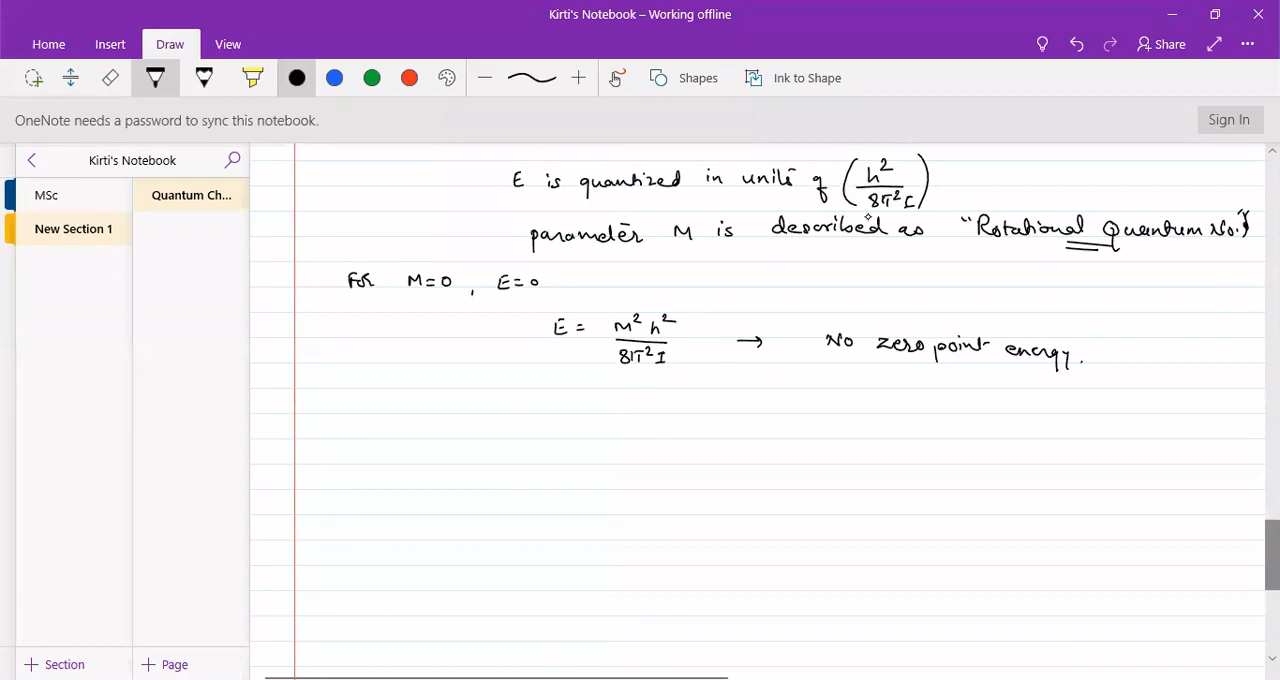 Kirti's Notebook – Working offline
Home Insert Draw View Share
Shapes Ink to Shape
OneNote needs a password to sync this notebook. Sign In
Kirti's Notebook
MSc Quantum Ch...
New Section 1
E is quantized in units of (h²/8π²I)
parameter M is described as "Rotational Quantum No."
For M=0, E=0
E = M²h²/8π²I → No zero point energy.
+ Section + Page